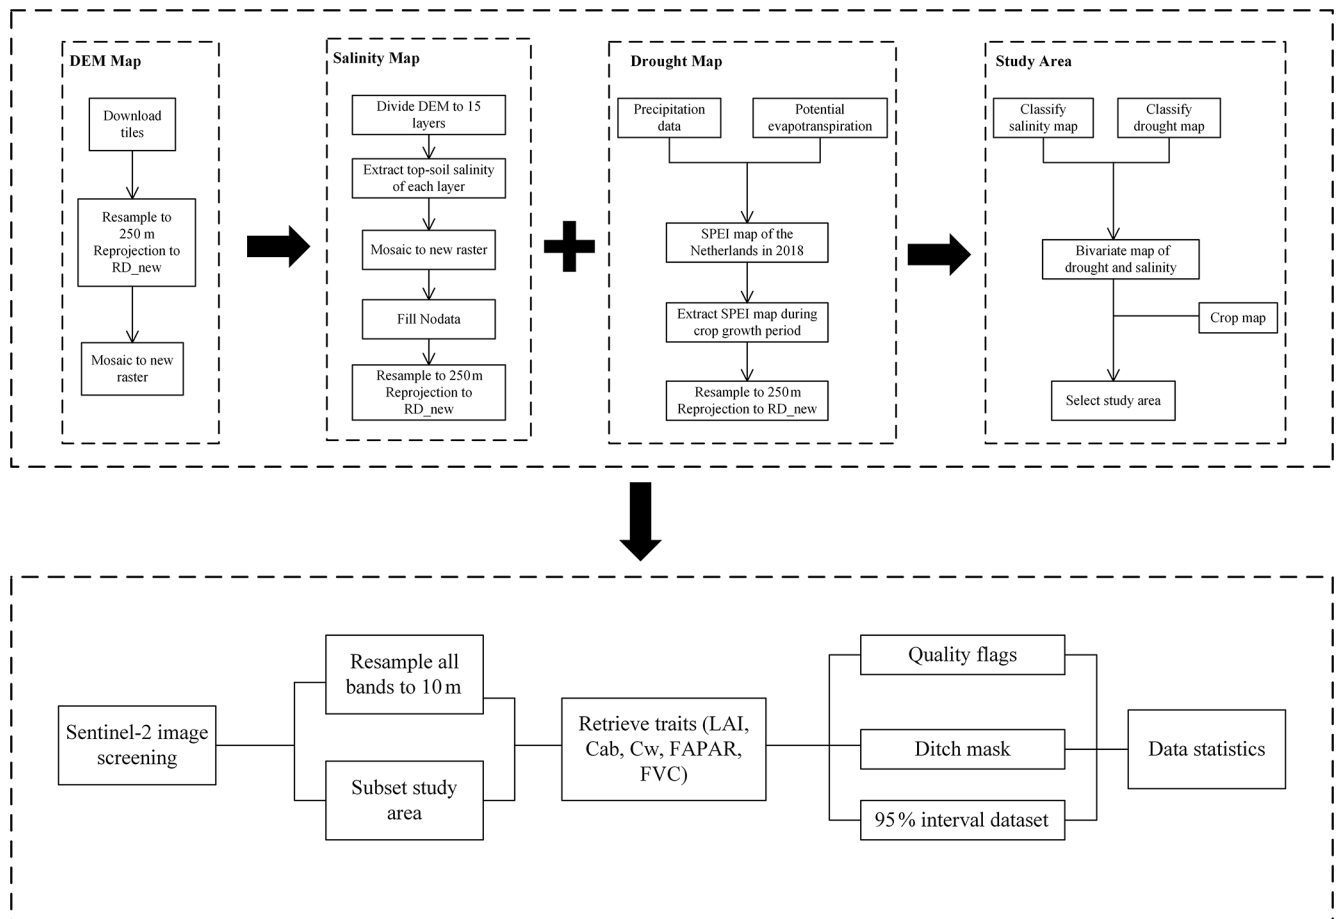 DEM Map
Download
tiles
Resample to
250 m
Reprojection to
RD_new
Mosaic to new
raster
Salinity Map
Divide DEM to 15
layers
Extract top-soil salinity
of each layer
Mosaic to new raster
Fill Nodata
Resample to 250 m
Reprojection to
RD_new
Drought Map
Precipitation
data
Potential
evapotranspiration
SPEI map of the
Netherlands in 2018
Extract SPEI map during
crop growth period
Resample to 250 m
Reprojection to RD_new
Study Area
Classify
salinity map
Classify
drought map
Bivariate map of
drought and salinity
Crop map
Select study area
Sentinel-2 image
screening
Resample all
bands to 10 m
Subset study
area
Retrieve traits (LAI,
Cab, Cw, FAPAR,
FVC)
Quality flags
Ditch mask
95 % interval dataset
Data statistics